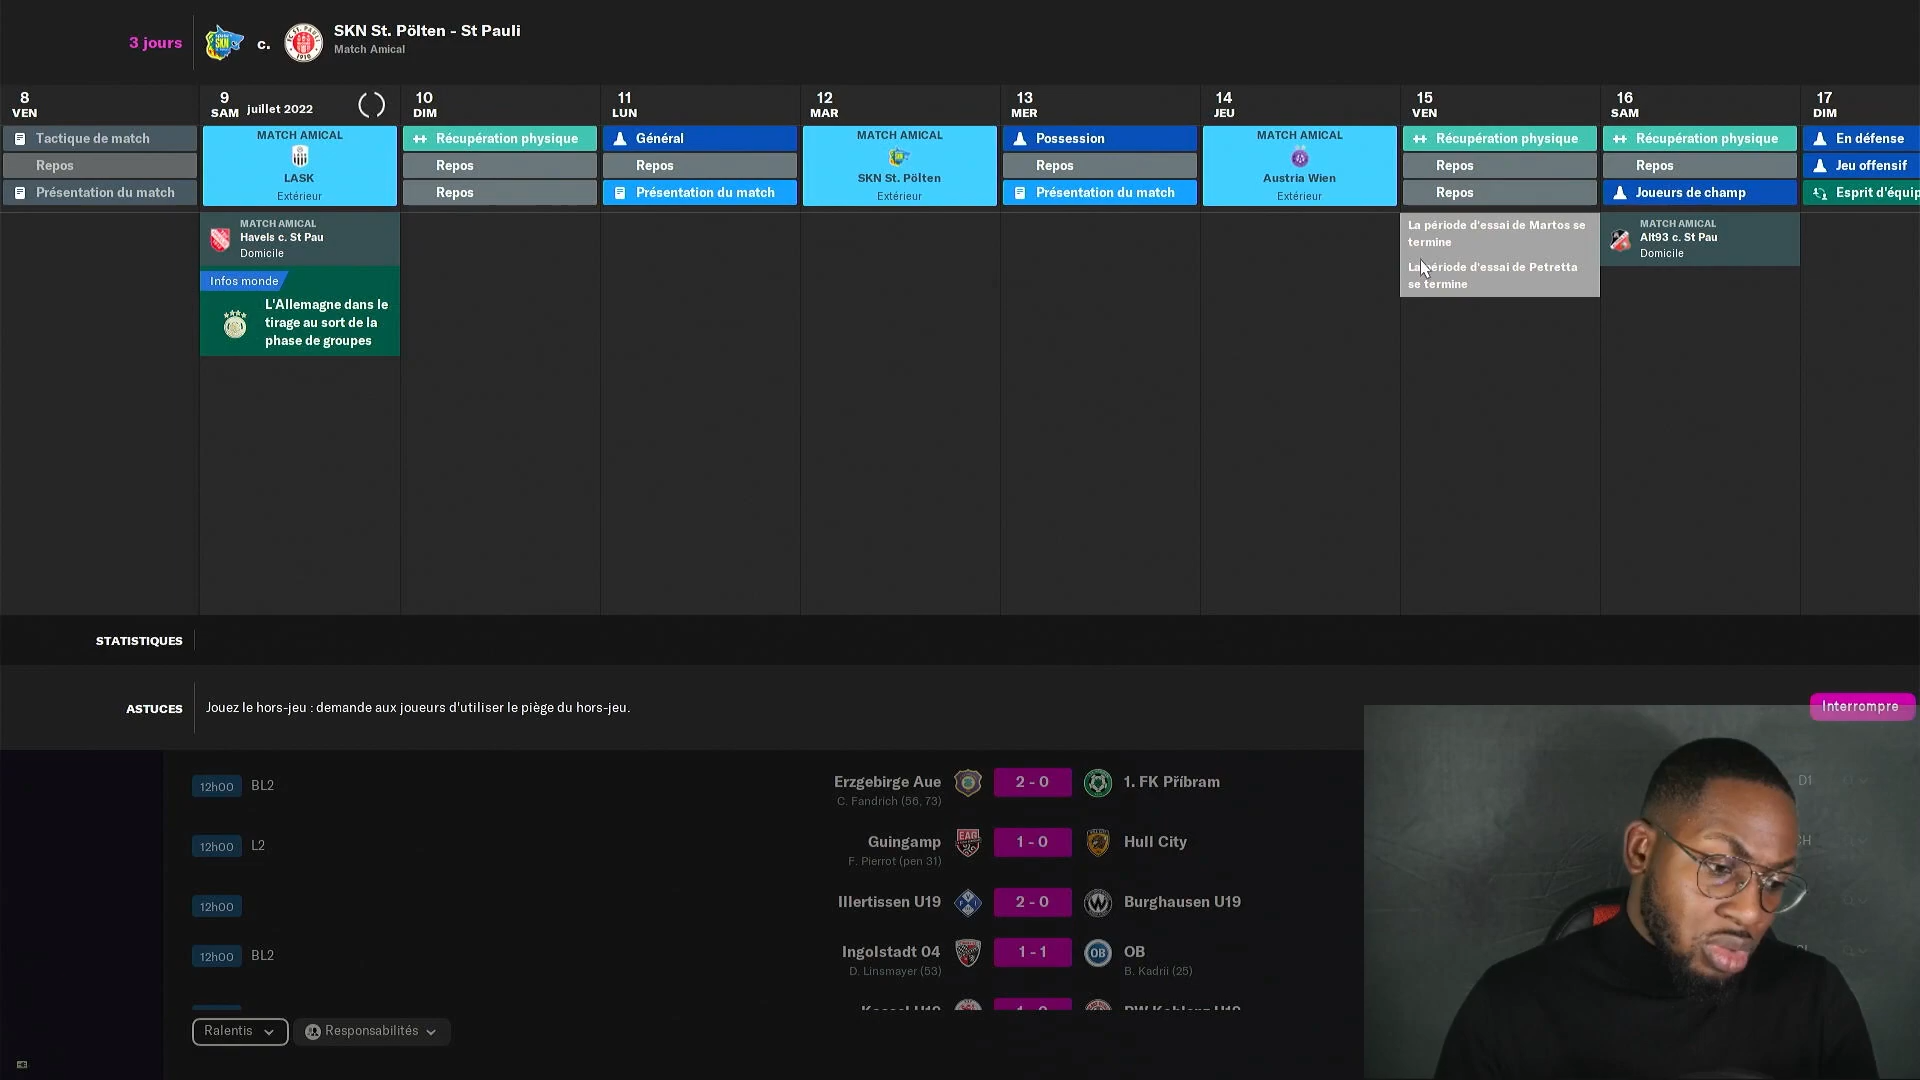 3 jours
c.
SKN St. Pölten - St Pauli
Match Amical
8
VEN
9
SAM juillet 2022
10
DIM
11
LUN
12
MAR
13
MER
14
JEU
15
VEN
16
SAM
17
DIM
Tactique de match
Repos
Présentation du match
MATCH AMICAL
LASK
Extérieur
Récupération physique
Repos
Repos
Général
Repos
Présentation du match
MATCH AMICAL
SKN St. Pölten
Extérieur
Possession
Repos
Présentation du match
MATCH AMICAL
Austria Wien
Extérieur
Récupération physique
Repos
Repos
Récupération physique
Repos
Joueurs de champ
En défense
Jeu offensif
Esprit d'équip
MATCH AMICAL
Havels c. St Pau
Domicile
Infos monde
L'Allemagne dans le
tirage au sort de la
phase de groupes
La période d'essai de Martos se
termine
La période d'essai de Petretta
se termine
MATCH AMICAL
Alt93 c. St Pau
Domicile
STATISTIQUES
ASTUCES
Jouez le hors-jeu : demande aux joueurs d'utiliser le piège du hors-jeu.
Interrompre
12h00 BL2 Erzgebirge Aue 2 - 0 1. FK Příbram D1
C. Fandrich (56, 73)
12h00 L2 Guingamp 1 - 0 Hull City
F. Pierrot (pen 31)
12h00 Illertissen U19 2 - 0 Burghausen U19
12h00 BL2 Ingolstadt 04 1 - 1 OB
D. Linsmayer (53) B. Kadrii (25)
Ralentis
Responsabilités